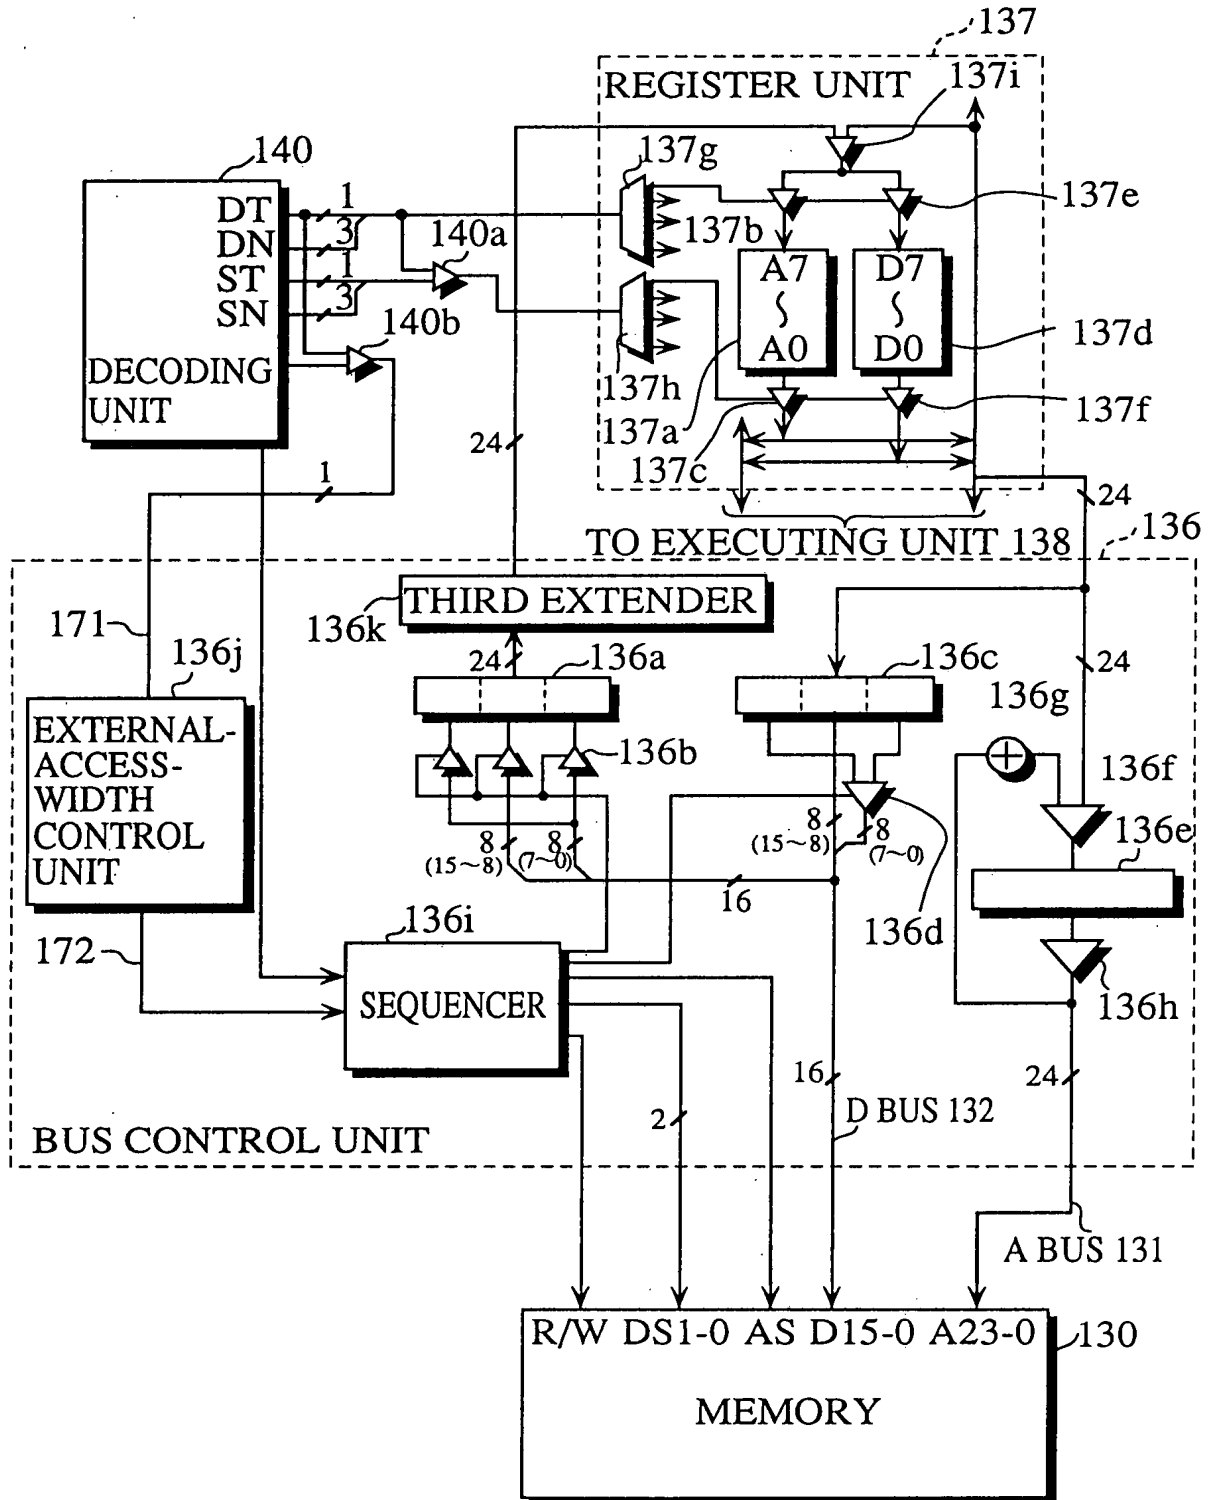 137
REGISTER UNIT
137i
140
137g
DT
1
137e
DN
3
140a
137b
ST
1
A7
D7
SN
3
140b
A0
D0
137d
DECODING
UNIT
137h
137f
137a
24
137c
1
24
TO EXECUTING UNIT 138
136
THIRD EXTENDER
171
136k
136j
24
136a
136c
24
136g
EXTERNAL-
ACCESS-
WIDTH
CONTROL
UNIT
136b
136f
8
(15~8)
8
(7~0)
8
(15~8)
8
(7~0)
136e
16
136d
172
136i
SEQUENCER
136h
16
24
2
D BUS 132
BUS CONTROL UNIT
A BUS 131
R/W DS1-0 AS D15-0 A23-0
130
MEMORY